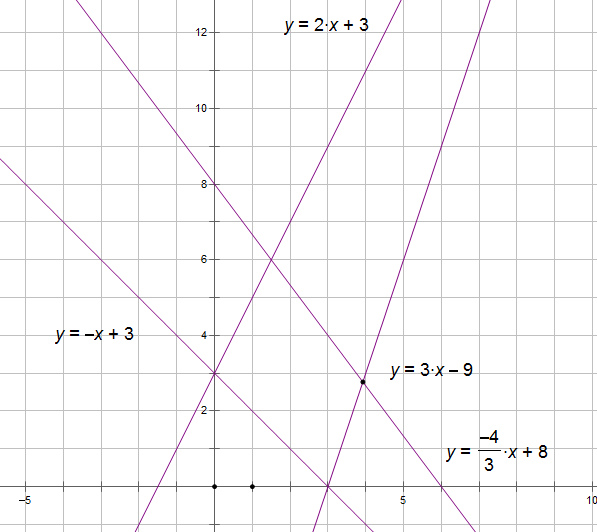 12
y = 2·x + 3
10
8
6
y = –x + 3
4
y = 3·x – 9
2
y = –4/3·x + 8
–5
5
10